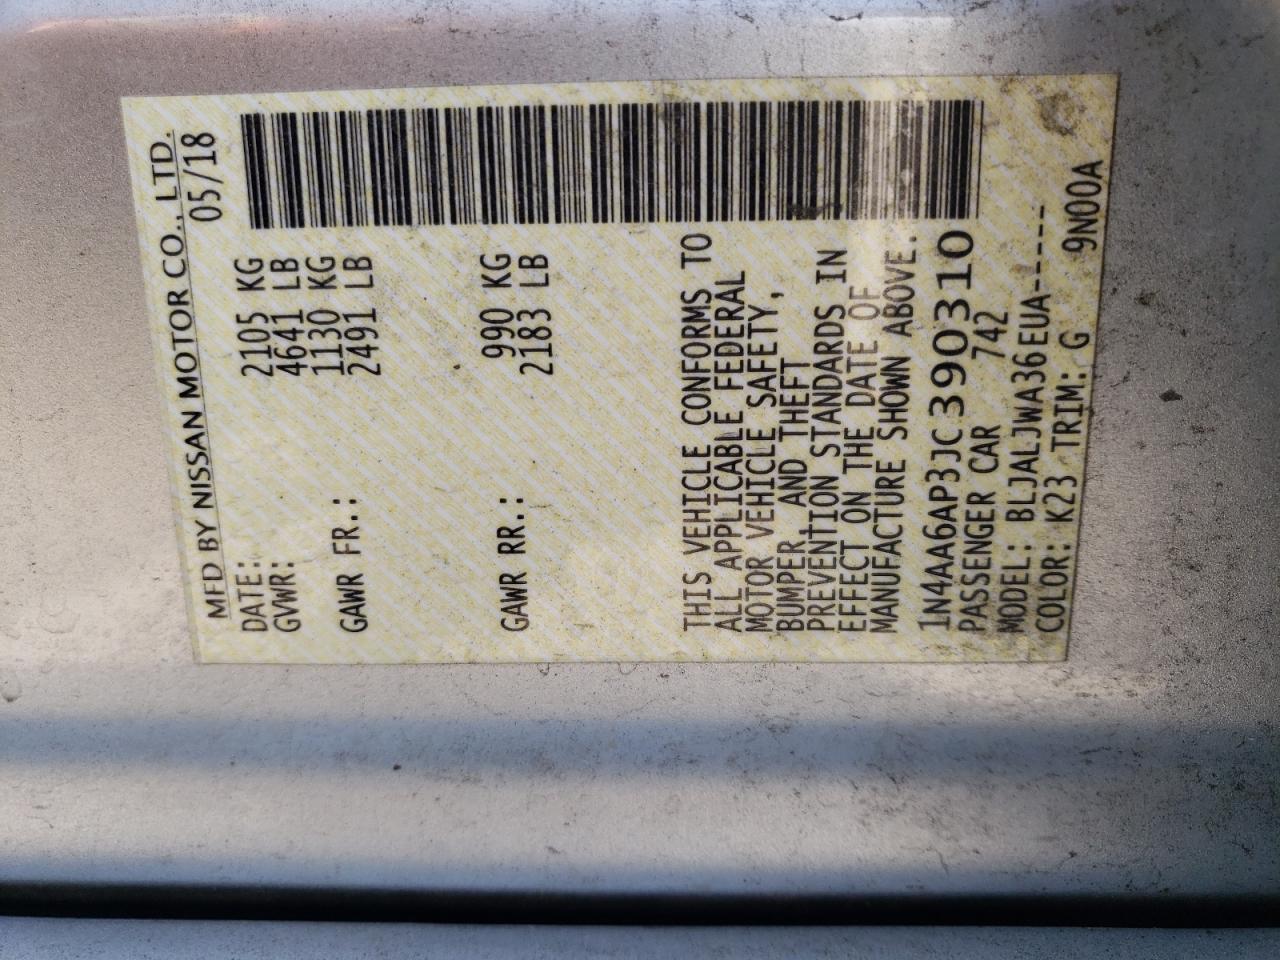 MFD BY NISSAN MOTOR CO., LTD.
DATE: 05/18
GVWR: 2105 KG
4641 LB
GAWR FR.: 1130 KG
2491 LB
GAWR RR.: 990 KG
2183 LB
THIS VEHICLE CONFORMS TO
ALL APPLICABLE FEDERAL
MOTOR VEHICLE SAFETY,
BUMPER, AND THEFT
PREVENTION STANDARDS IN
EFFECT ON THE DATE OF
MANUFACTURE SHOWN ABOVE.
1N4AA6AP3JC390310
PASSENGER CAR 742
MODEL: BLJALJWA36EUA-----
COLOR: K23 TRIM: G 9N00A